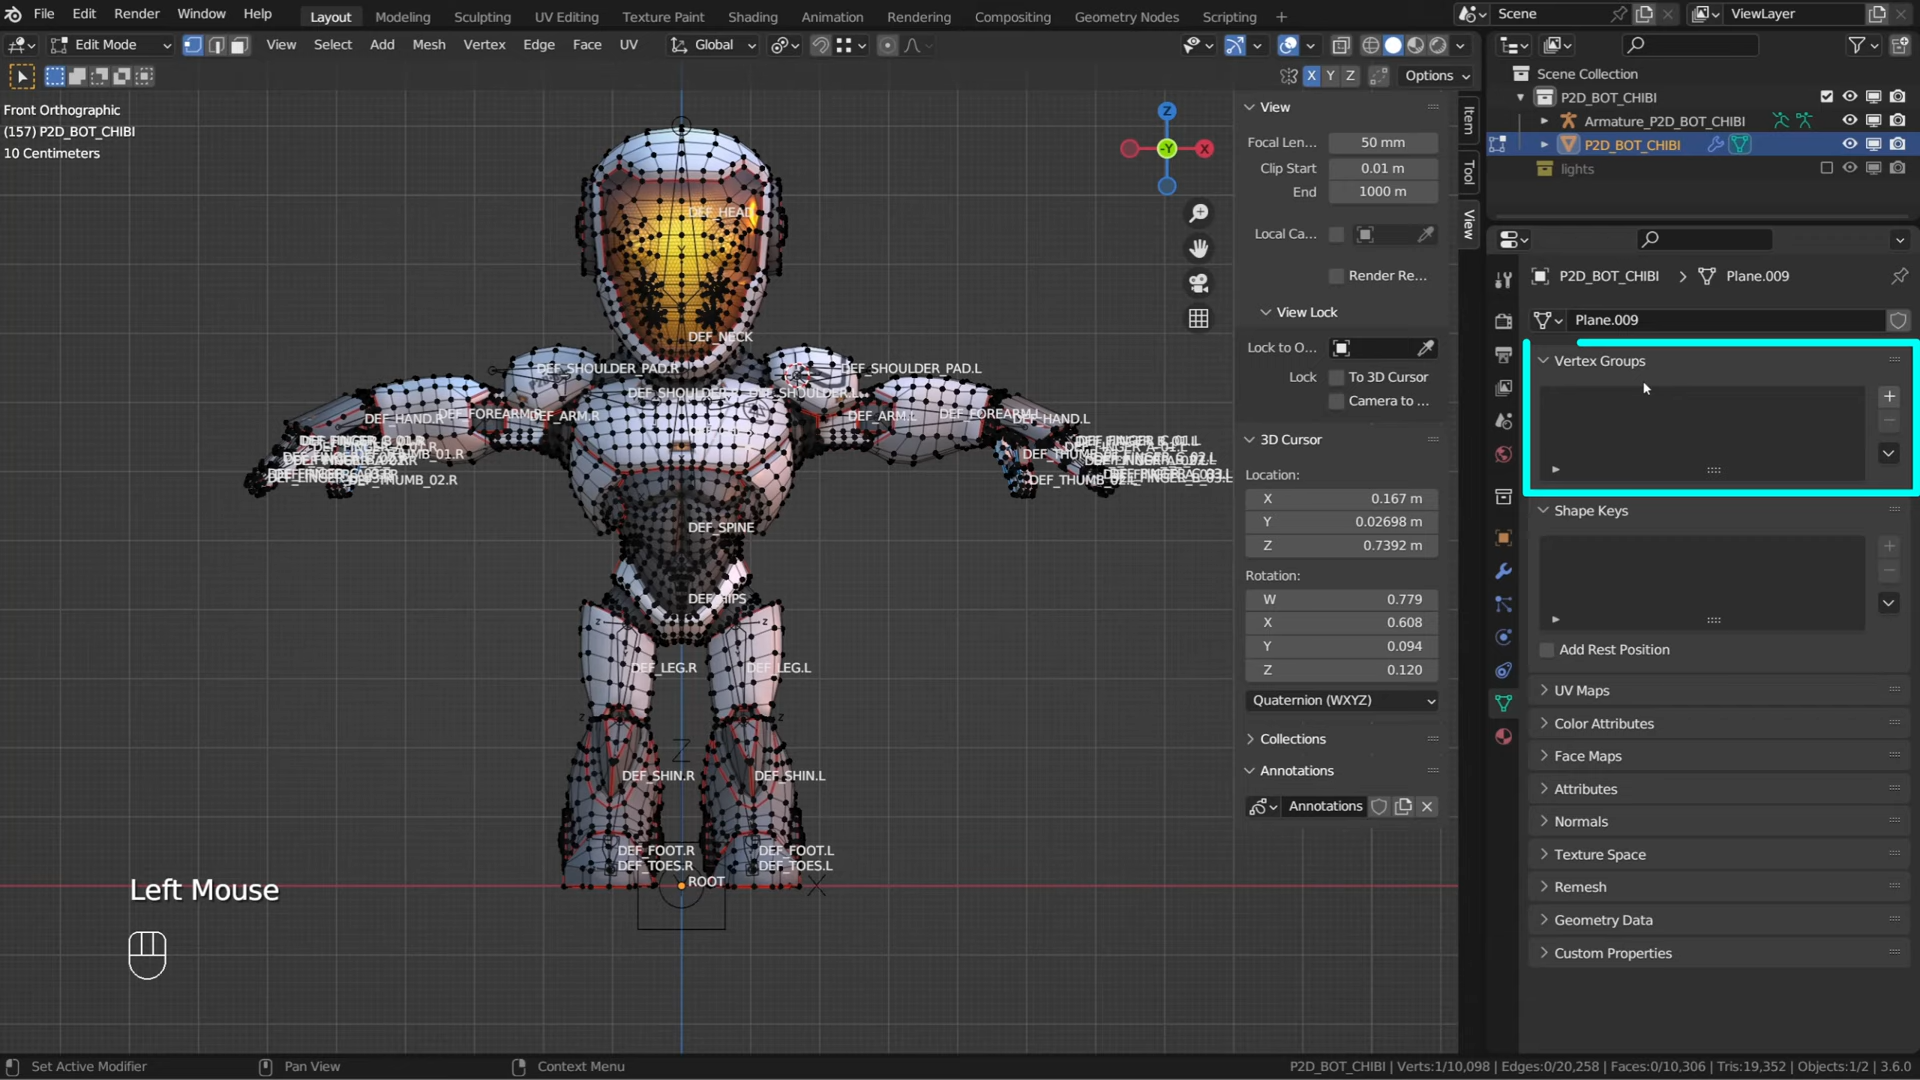 File Edit Render Window Help Layout Modeling Sculpting UV Editing Texture Paint Shading Animation Rendering Compositing Geometry Nodes Scripting + Scene ViewLayer
Edit Mode View Select Add Mesh Vertex Edge Face UV Global
X Y Z Options
Front Orthographic
(157) P2D_BOT_CHIBI
10 Centimeters
DEF_HEAD
DEF_NECK
DEF_SHOULDER_PAD.R DEF_SHOULDER_PAD.L
DEF_HAND.R DEF_ARM.R DEF_ARM.L DEF_FOREARM.L DEF_HAND.L
DEF_THUMB_02.R
DEF_SPINE
DEF_HIPS
DEF_LEG.R DEF_LEG.L
DEF_SHIN.R DEF_SHIN.L
DEF_FOOT.R DEF_FOOT.L
DEF_TOES.R DEF_TOES.L
ROOT
Left Mouse
Z
-Y X
View
Focal Len... 50 mm
Clip Start 0.01 m
End 1000 m
Local Ca...
Render Re...
View Lock
Lock to O...
Lock To 3D Cursor
Camera to ...
3D Cursor
Location:
X 0.167 m
Y 0.02698 m
Z 0.7392 m
Rotation:
W 0.779
X 0.608
Y 0.094
Z 0.120
Quaternion (WXYZ)
Collections
Annotations
Annotations
Item
Tool
View
Scene Collection
P2D_BOT_CHIBI
Armature_P2D_BOT_CHIBI
P2D_BOT_CHIBI
lights
P2D_BOT_CHIBI > Plane.009
Plane.009
Vertex Groups
Shape Keys
Add Rest Position
UV Maps
Color Attributes
Face Maps
Attributes
Normals
Texture Space
Remesh
Geometry Data
Custom Properties
Set Active Modifier Pan View Context Menu P2D_BOT_CHIBI | Verts:1/10,098 | Edges:0/20,258 | Faces:0/10,306 | Tris:19,352 | Objects:1/2 | 3.6.0